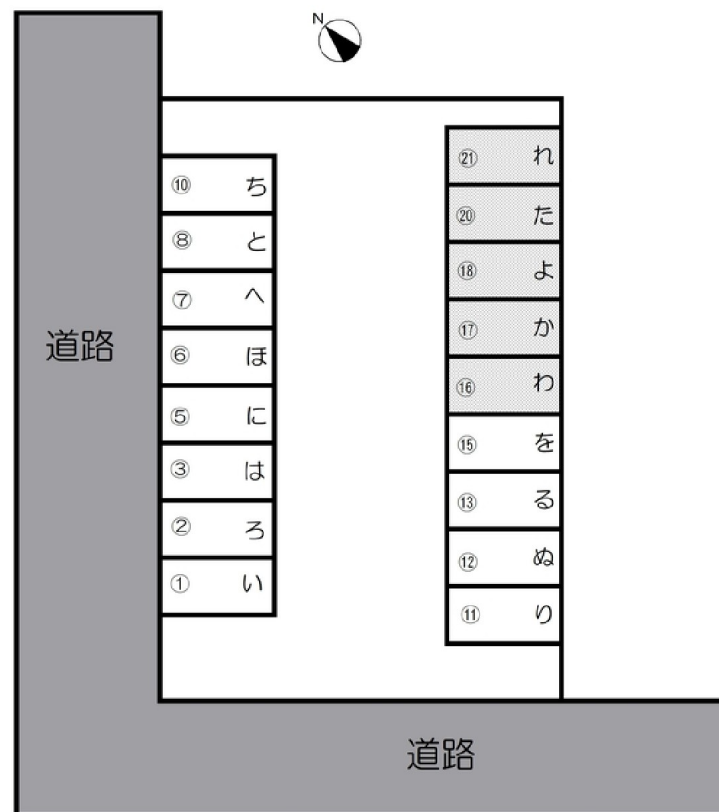 N
⑩ ち
⑧ と
⑦ へ
⑥ ほ
⑤ に
③ は
② ろ
① い
道路
㉑ れ
⑳ た
⑱ よ
⑰ か
⑯ わ
⑮ を
⑬ る
⑫ ぬ
⑪ り
道路